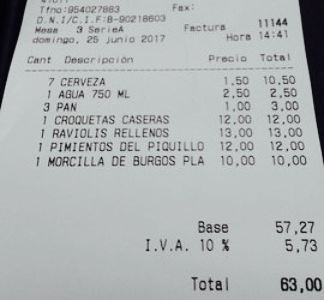 Tfno:954027883 Fax:
D.N.I/C.I.F:B-90218603
Mesa 3 SerieA Factura 11144
domingo, 25 junio 2017 Hora 14:41
Cant Descripción Precio Total
7 CERVEZA 1,50 10,50
1 AGUA 750 ML 2,50 2,50
3 PAN 1,00 3,00
1 CROQUETAS CASERAS 12,00 12,00
1 RAVIOLIS RELLENOS 13,00 13,00
1 PIMIENTOS DEL PIQUILLO 12,00 12,00
1 MORCILLA DE BURGOS PLA 10,00 10,00
Base 57,27
I.V.A. 10 % 5,73
Total 63,00